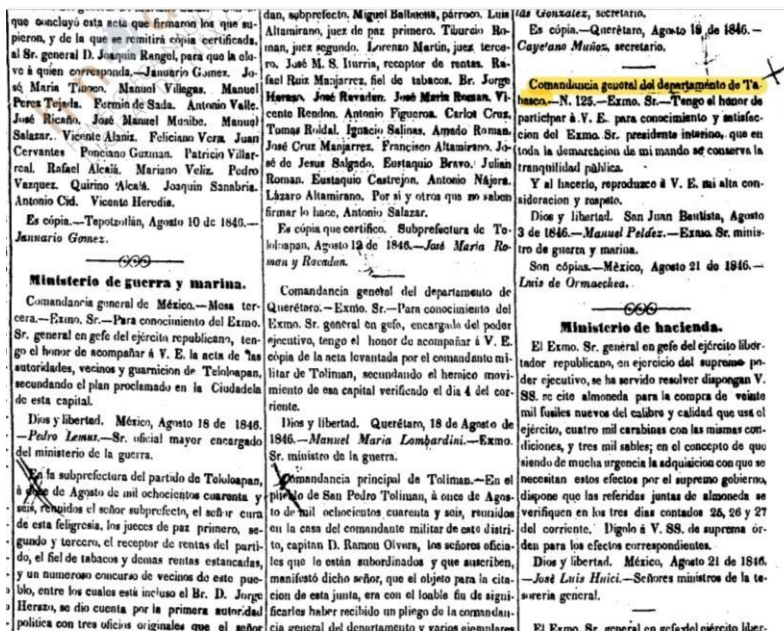 que concluyó esta acta que firmaron los que su-
pieron, y de la que se remitirá cópia certificada,
al Sr. general D. Joaquin Rangel, para que la ele-
ve à quien corresponda.—Januario Gomez. Jo-
sé Maria Tinoco. Manuel Villegas. Manuel
Perez Tejada. Fermin de Sada. Antonio Valle.
José Ricaño. José Manuel Munibe. Manuel
Salazar. Vicente Alaniz. Feliciano Vera. Juan
Cervantes Ponciano Guzman. Patricio Villar-
real. Rafael Alcalá. Mariano Veliz. Pedro
Vazquez. Quirino Alcalá. Joaquin Sanabria.
Antonio Cid. Vicente Heredia.
Es cópia.—Tepotzotlán, Agosto 10 de 1846.—
Januario Gomez.
Ministerio de guerra y marina.
Comandancia general de México.—Mesa ter-
cera.—Exmo. Sr.—Para conocimiento del Exmo.
Sr. general en gefe del ejército republicano, ten-
go el honor de acompañar á V. E. la acta de las
autoridades, vecinos y guarnicion de Teloloapan,
secundando el plan proclamado en la Ciudadela
de esta capital.
Dios y libertad. México, Agosto 18 de 1846.
—Pedro Lemus.—Sr. oficial mayor encargado
del ministerio de la guerra.
En la subprefectura del partido de Teloloapan,
á doce de Agosto de mil ochocientos cuarenta y
seis, reunidos el señor subprefecto, el señor cura
de esta feligresía, los jueces de paz primero, se-
gundo y tercero, el receptor de rentas del parti-
do, el fiel de tabacos y demas rentas estancadas,
y un numeroso concurso de vecinos de este pue-
blo, entre los cuales está incluso el Br. D. Jorge
Herazo, se dio cuenta por la primera autoridad
política con tres oficios originales que el señor
dan, subprefecto. Miguel Balbuena, párroco. Luis
Altamirano, juez de paz primero. Tiburcio Ro-
man, juez segundo. Lorenzo Martin, juez terce-
ro. José M. S. Iturria, receptor de rentas. Ra-
fael Ruiz Manjarrez, fiel de tabacos. Br. Jorge
Herazo. José Ravadan. José Maria Roman. Vi-
cente Rendon. Antonio Figueroa. Carlos Cruz.
Tomas Roldal. Ignacio Salinas. Amado Roman.
José Cruz Manjarrez. Francisco Altamirano. Jo-
sé de Jesus Salgado. Eustaquio Bravo. Julian
Roman. Eustaquio Castrejon. Antonio Nájera.
Lázaro Altamirano. Por si y otros que no saben
firmar lo hace, Antonio Salazar.
Es cópia que certifico. Subprefectura de Te-
loloapan, Agosto 12 de 1846.—José Maria Ro-
man y Racadan.
Comandancia general del departamento de
Querétaro.—Exmo. Sr.—Para conocimiento del
Exmo. Sr. general en gefe, encargado del poder
ejecutivo, tengo el honor de acompañar á V. E.
cópia de la acta levantada por el comandante mi-
litar de Toliman, secundando el heroico movi-
miento de esa capital verificado el dia 4 del cor-
riente.
Dios y libertad. Querétaro, 18 de Agosto de
1846.—Manuel Maria Lombardini.—Exmo.
Sr. ministro de la guerra.
Comandancia principal de Toliman.—En el
pueblo de San Pedro Toliman, à once de Agos-
to de mil ochocientos cuarenta y seis, reunidos
en la casa del comandante militar de este distri-
to, capitan D. Ramon Olvera, los señores oficia-
les que le están subordinados y que suscriben,
manifestó dicho señor, que el objeto para la cita-
cion de esta junta, era con el loable fin de signi-
ficarles haber recibido un pliego de la comandan-
cia general del departamento y varios ejemplares
las Gonzalez, secretario.
Es cópia.—Querétaro, Agosto 18 de 1846.—
Cayetano Muñoz, secretario.
Comandancia general del departamento de Ta-
basco.—N. 125.—Exmo. Sr.—Tengo el honor de
participar à V. E. para conocimiento y satisfac-
cion del Exmo. Sr. presidente interino, que en
toda la demarcacion de mi mando se conserva la
tranquilidad pública.
Y al hacerlo, reproduzco á V. E. mi alta con-
sideracion y respeto.
Dios y libertad. San Juan Bautista, Agosto
3 de 1846.—Manuel Peldez.—Exmo. Sr. minis-
tro de guerra y marina.
Son cópias.—México, Agosto 21 de 1846.—
Luis de Ormaechea.
Ministerio de hacienda.
El Exmo. Sr. general en gefe del ejército liber-
tador republicano, en ejercicio del supremo po-
der ejecutivo, se ha servido resolver dispongan V.
SS. se cite almoneda para la compra de veinte
mil fusiles nuevos del calibre y calidad que usa el
ejército, cuatro mil carabinas con las mismas con-
diciones, y tres mil sables; en el concepto de que
siendo de mucha urgencia la adquisicion con que se
necesitan estos efectos por el supremo gobierno,
dispone que las referidas juntas de almoneda se
verifiquen en los tres dias contados 25, 26 y 27
del corriente. Dígolo á V. SS. de suprema ór-
den para los efectos correspondientes.
Dios y libertad. México, Agosto 21 de 1846.
—José Luis Huici.—Señores ministros de la te-
sorería general.
El Exmo. Sr. general en gefe del ejército liber-